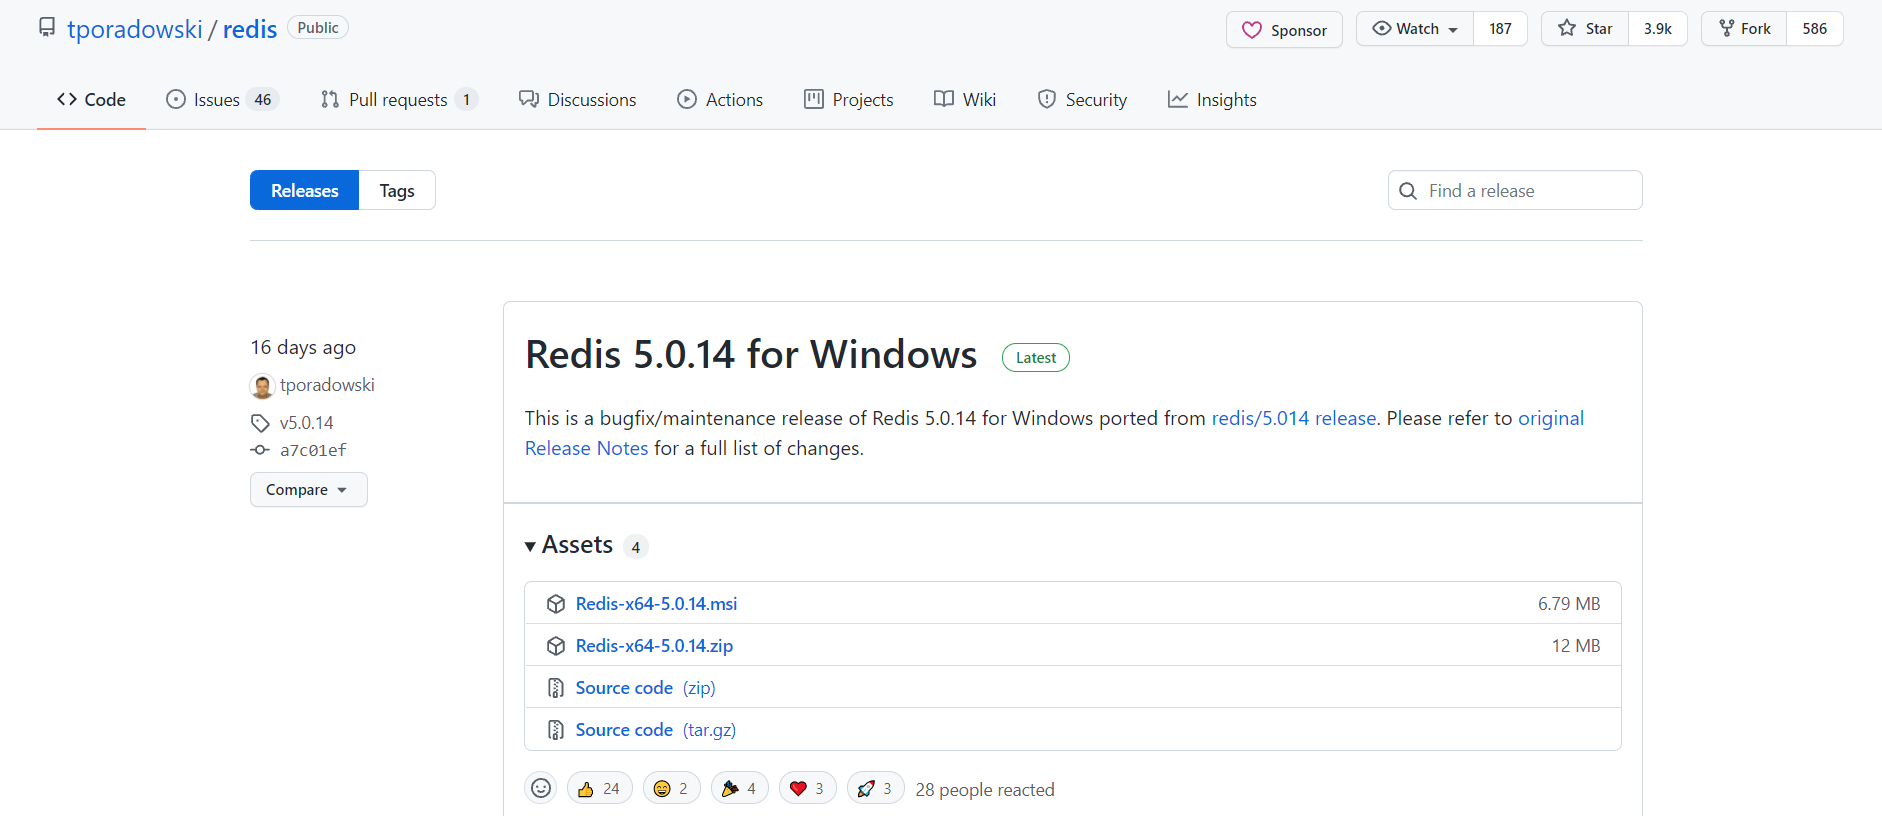 tporadowski / redis Public Sponsor Watch 187 Star 3.9k Fork 586
Code Issues 46 Pull requests 1 Discussions Actions Projects Wiki Security Insights
Releases Tags Find a release
16 days ago
tporadowski
v5.0.14
a7c01ef
Compare
Redis 5.0.14 for Windows Latest
This is a bugfix/maintenance release of Redis 5.0.14 for Windows ported from redis/5.014 release. Please refer to original
Release Notes for a full list of changes.
Assets 4
Redis-x64-5.0.14.msi 6.79 MB
Redis-x64-5.0.14.zip 12 MB
Source code (zip)
Source code (tar.gz)
24 2 4 3 3 28 people reacted